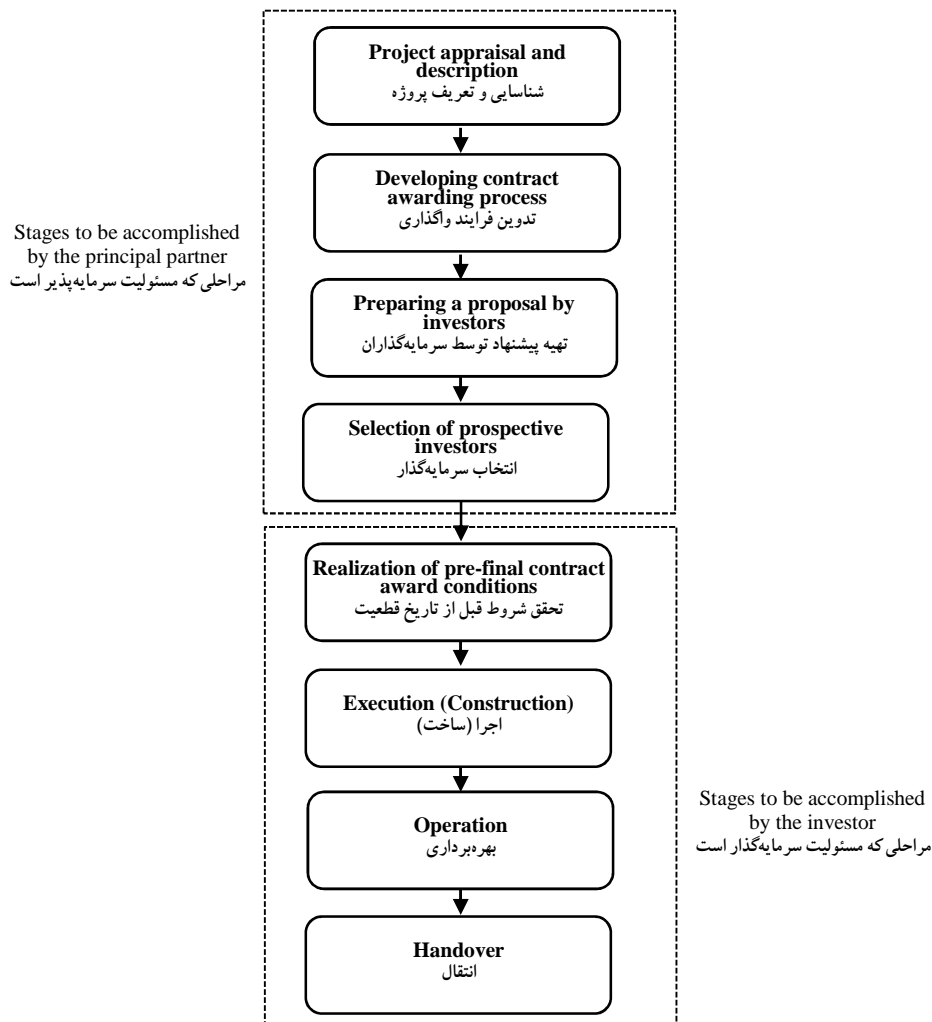 Project appraisal and
description
شناسایی و تعریف پروژه
Developing contract
awarding process
تدوین فرایند واگذاری
Stages to be accomplished
by the principal partner
مراحلی که مسئولیت سرمایه‌پذیر است
Preparing a proposal by
investors
تهیه پیشنهاد توسط سرمایه‌گذاران
Selection of prospective
investors
انتخاب سرمایه‌گذار
Realization of pre-final contract
award conditions
تحقق شروط قبل از تاریخ قطعیت
Execution (Construction)
اجرا (ساخت)
Operation
بهره‌برداری
Stages to be accomplished
by the investor
مراحلی که مسئولیت سرمایه‌گذار است
Handover
انتقال